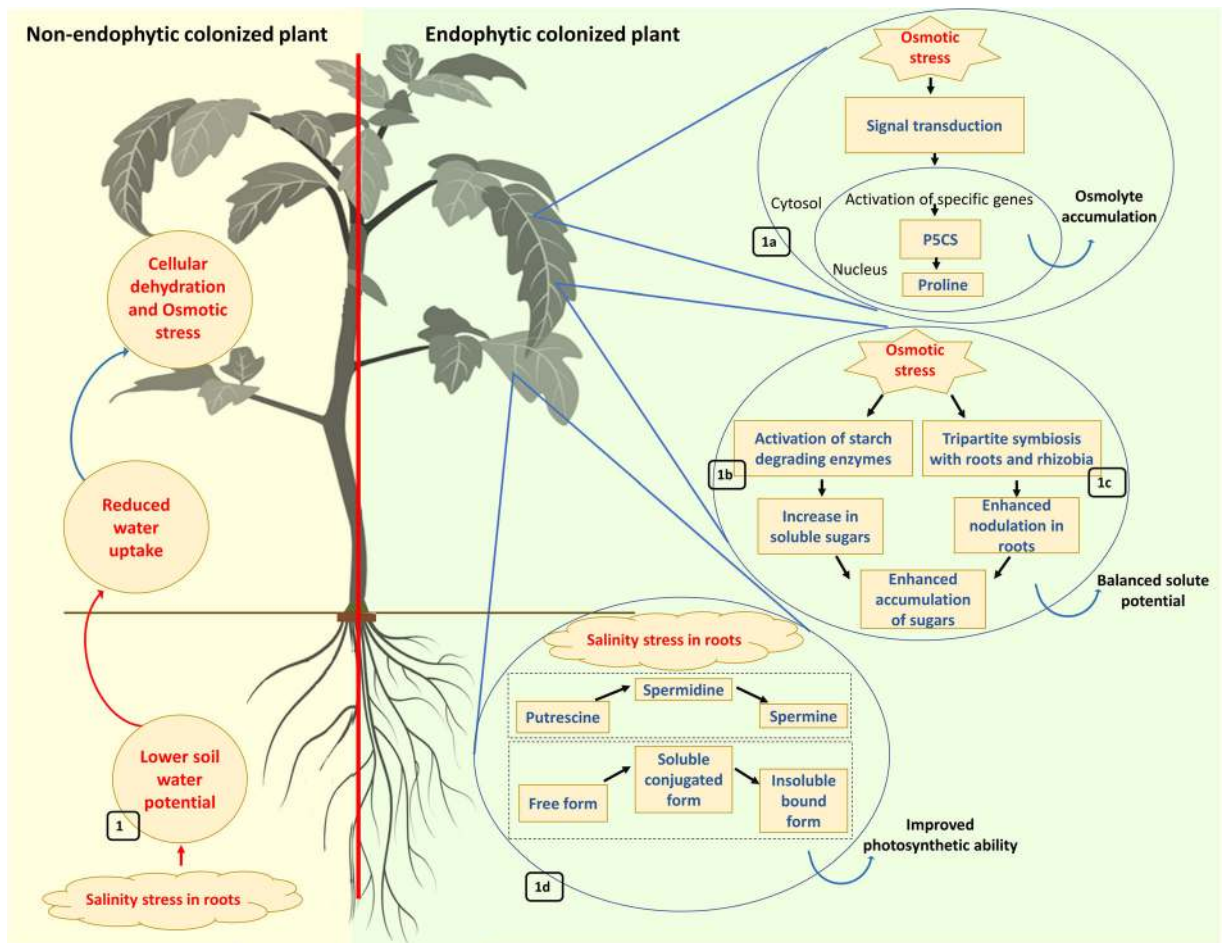 Non-endophytic colonized plant
Endophytic colonized plant
Cellular
dehydration
and Osmotic
stress
Reduced
water
uptake
Lower soil
water
potential
1
Salinity stress in roots
Osmotic
stress
Signal transduction
Cytosol
Activation of specific genes
P5CS
Nucleus
Proline
1a
Osmolyte
accumulation
Osmotic
stress
Activation of starch
degrading enzymes
1b
Increase in
soluble sugars
Tripartite symbiosis
with roots and rhizobia
1c
Enhanced
nodulation in
roots
Enhanced
accumulation
of sugars
Balanced solute
potential
Salinity stress in roots
Putrescine
Spermidine
Spermine
Free form
Soluble
conjugated
form
Insoluble
bound
form
1d
Improved
photosynthetic ability